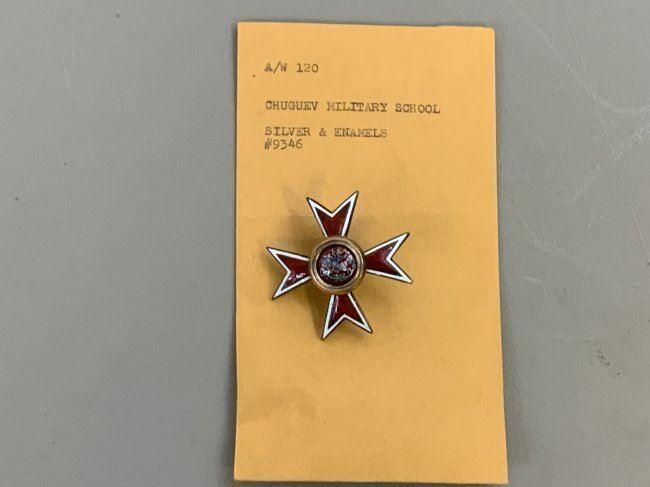 A/W 120
CHUGUEV MILITARY SCHOOL
SILVER & ENAMELS
#9346